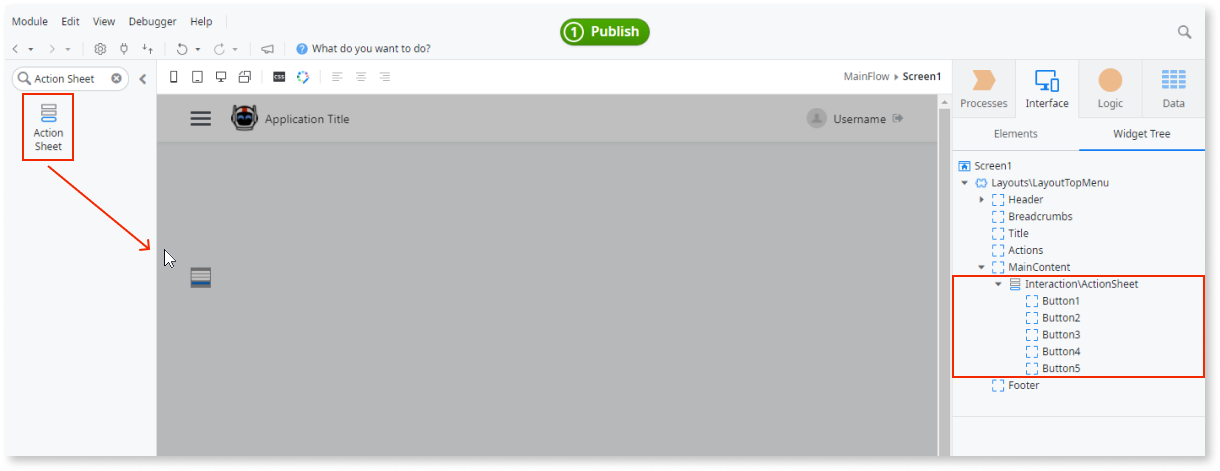 Module Edit View Debugger Help
1 Publish
? What do you want to do?
Action Sheet
CSS
MainFlow ▸ Screen1
Action
Sheet
Application Title
Username
Processes Interface Logic Data
Elements Widget Tree
Screen1
Layouts\LayoutTopMenu
Header
Breadcrumbs
Title
Actions
MainContent
Interaction\ActionSheet
Button1
Button2
Button3
Button4
Button5
Footer